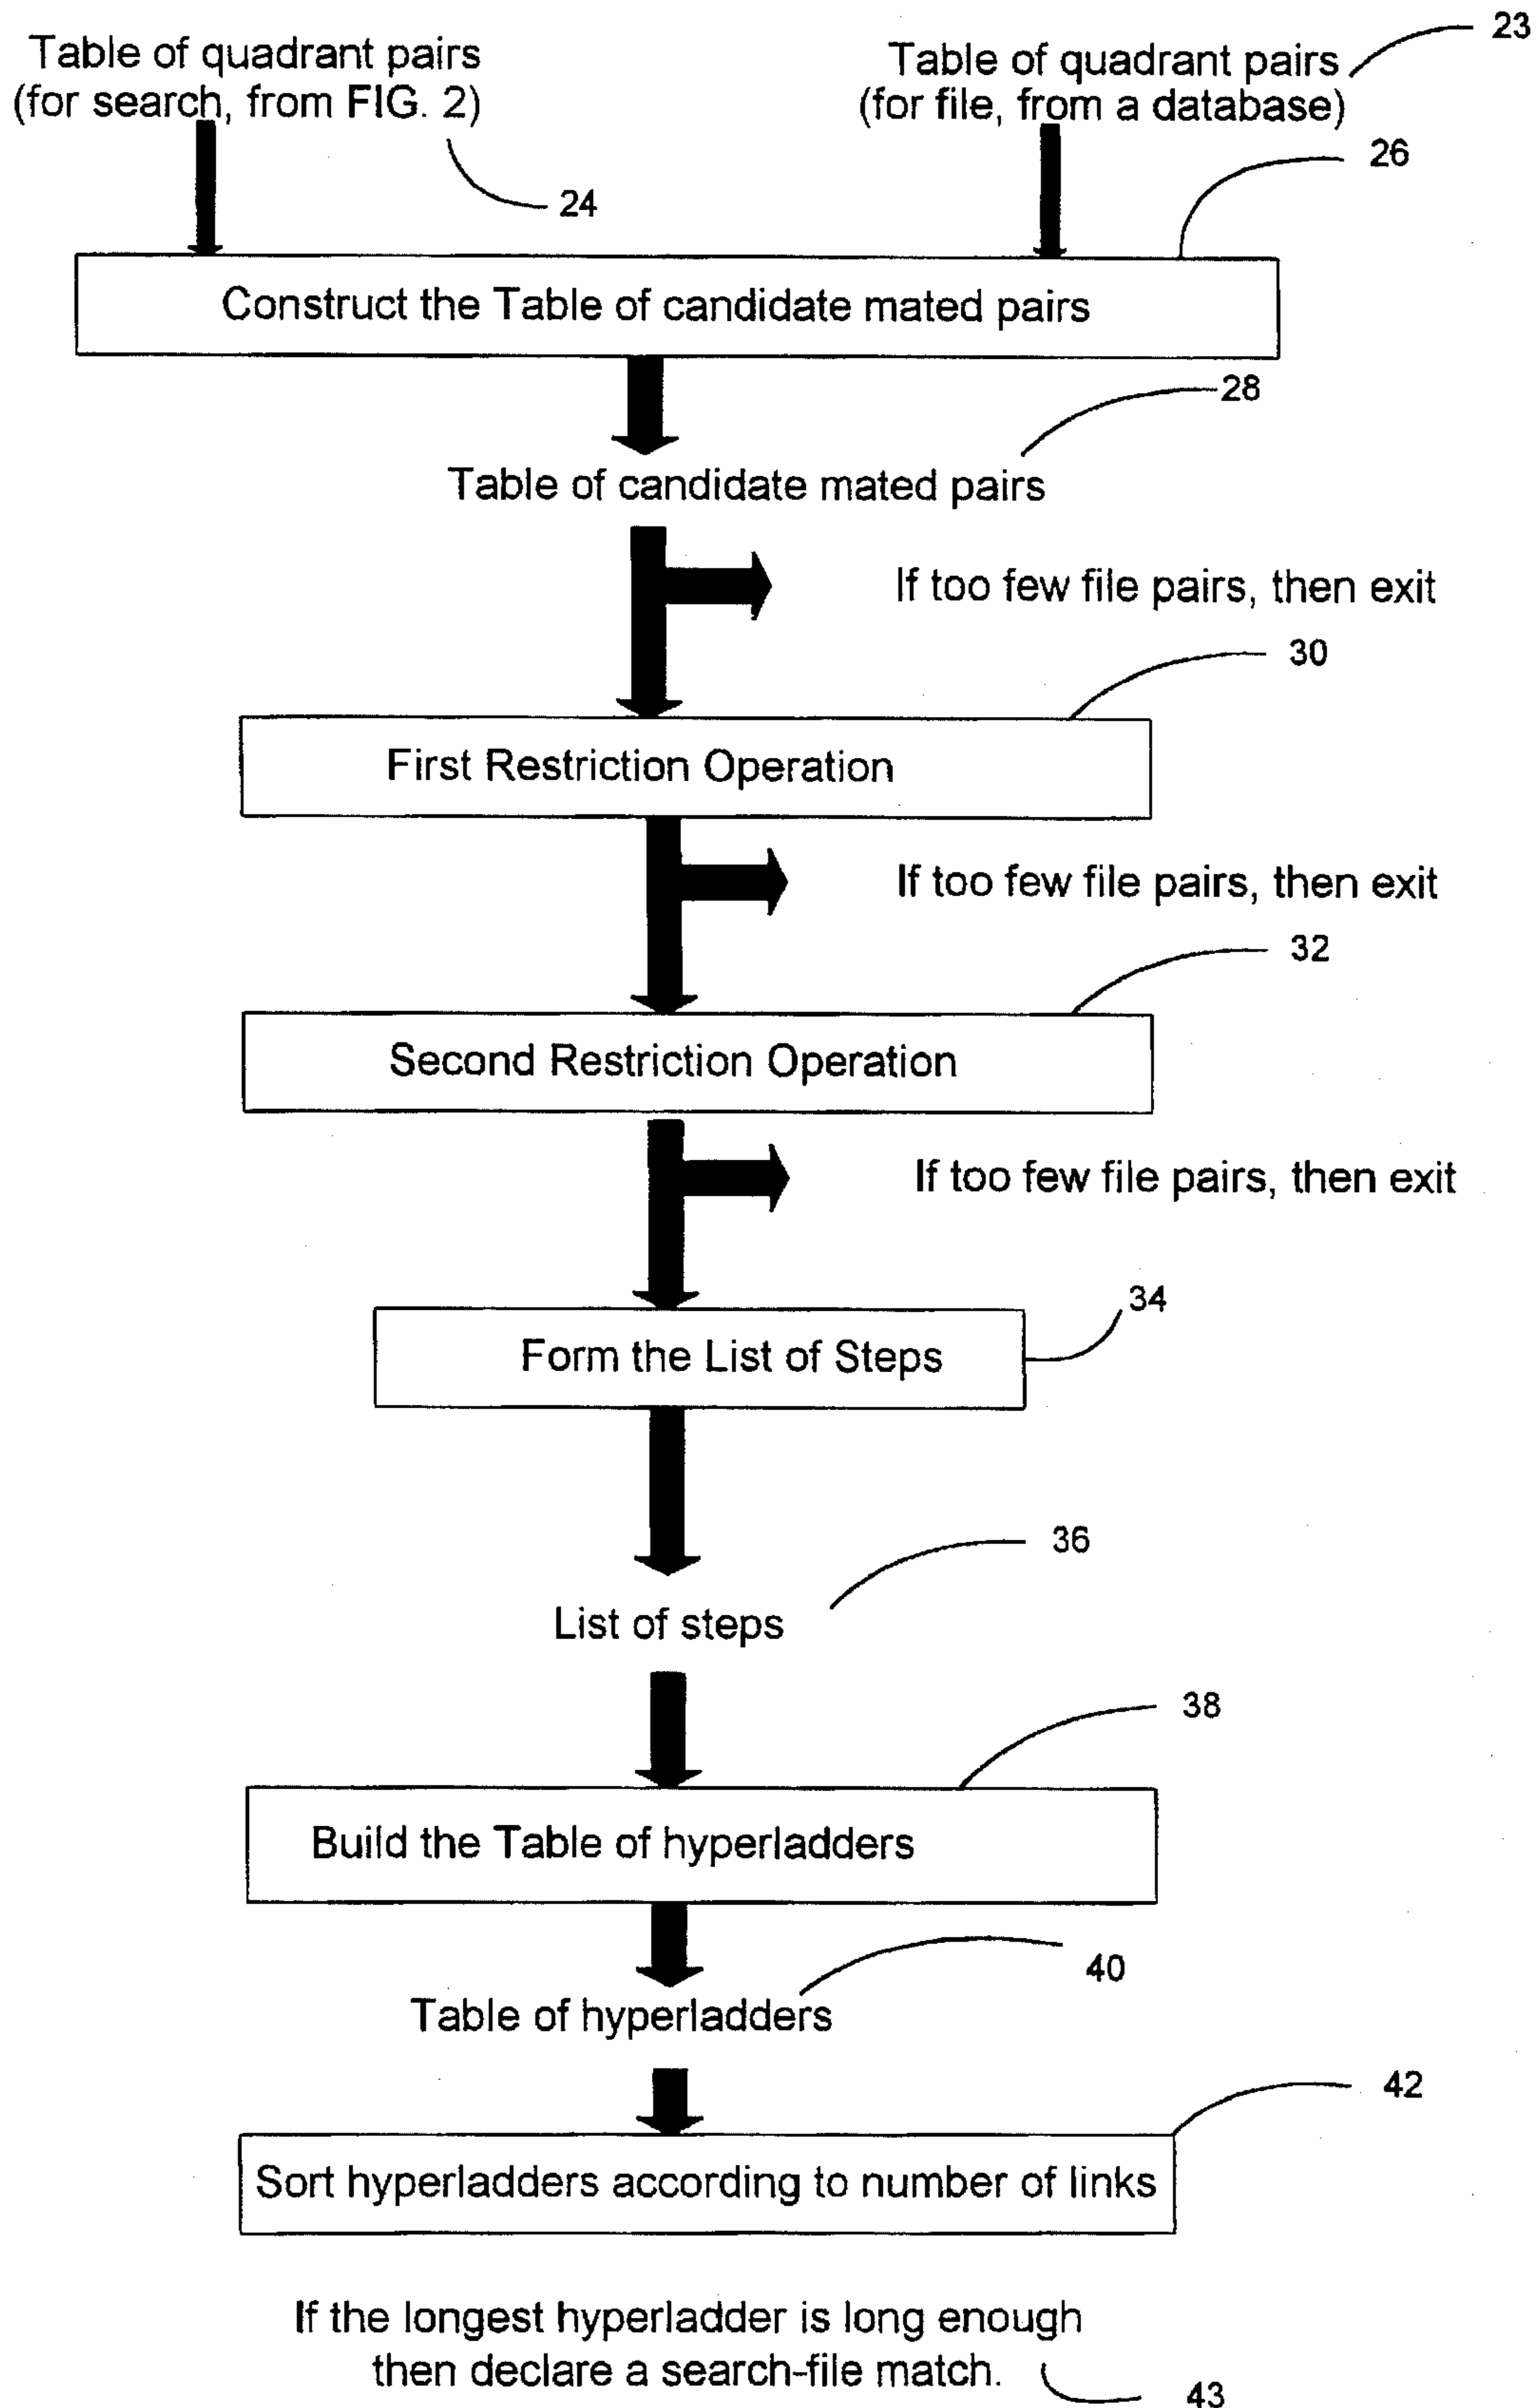 Table of quadrant pairs
(for search, from FIG. 2)
24
Table of quadrant pairs
(for file, from a database)
23
26
Construct the Table of candidate mated pairs
28
Table of candidate mated pairs
If too few file pairs, then exit
30
First Restriction Operation
If too few file pairs, then exit
32
Second Restriction Operation
If too few file pairs, then exit
34
Form the List of Steps
36
List of steps
38
Build the Table of hyperladders
40
Table of hyperladders
42
Sort hyperladders according to number of links
If the longest hyperladder is long enough
then declare a search-file match.
43